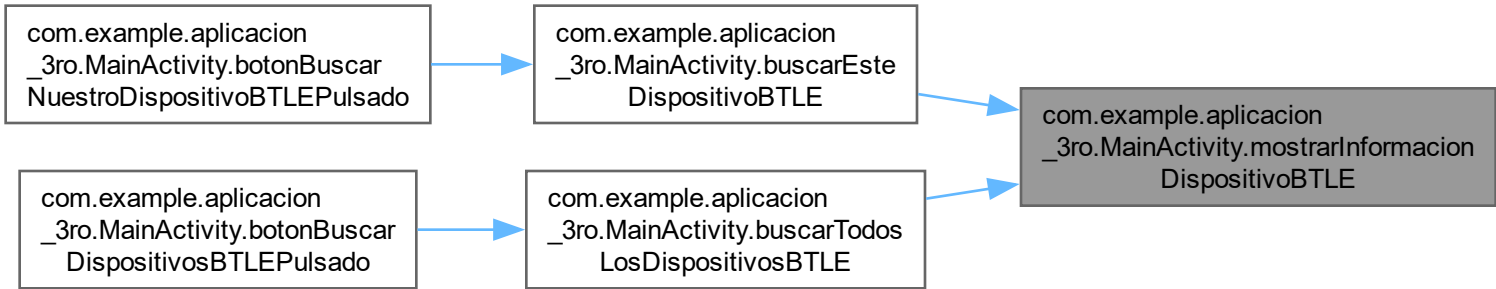 com.example.aplicacion
_3ro.MainActivity.botonBuscar
NuestroDispositivoBTLEPulsado
com.example.aplicacion
_3ro.MainActivity.buscarEste
DispositivoBTLE
com.example.aplicacion
_3ro.MainActivity.mostrarInformacion
DispositivoBTLE
com.example.aplicacion
_3ro.MainActivity.botonBuscar
DispositivosBTLEPulsado
com.example.aplicacion
_3ro.MainActivity.buscarTodos
LosDispositivosBTLE